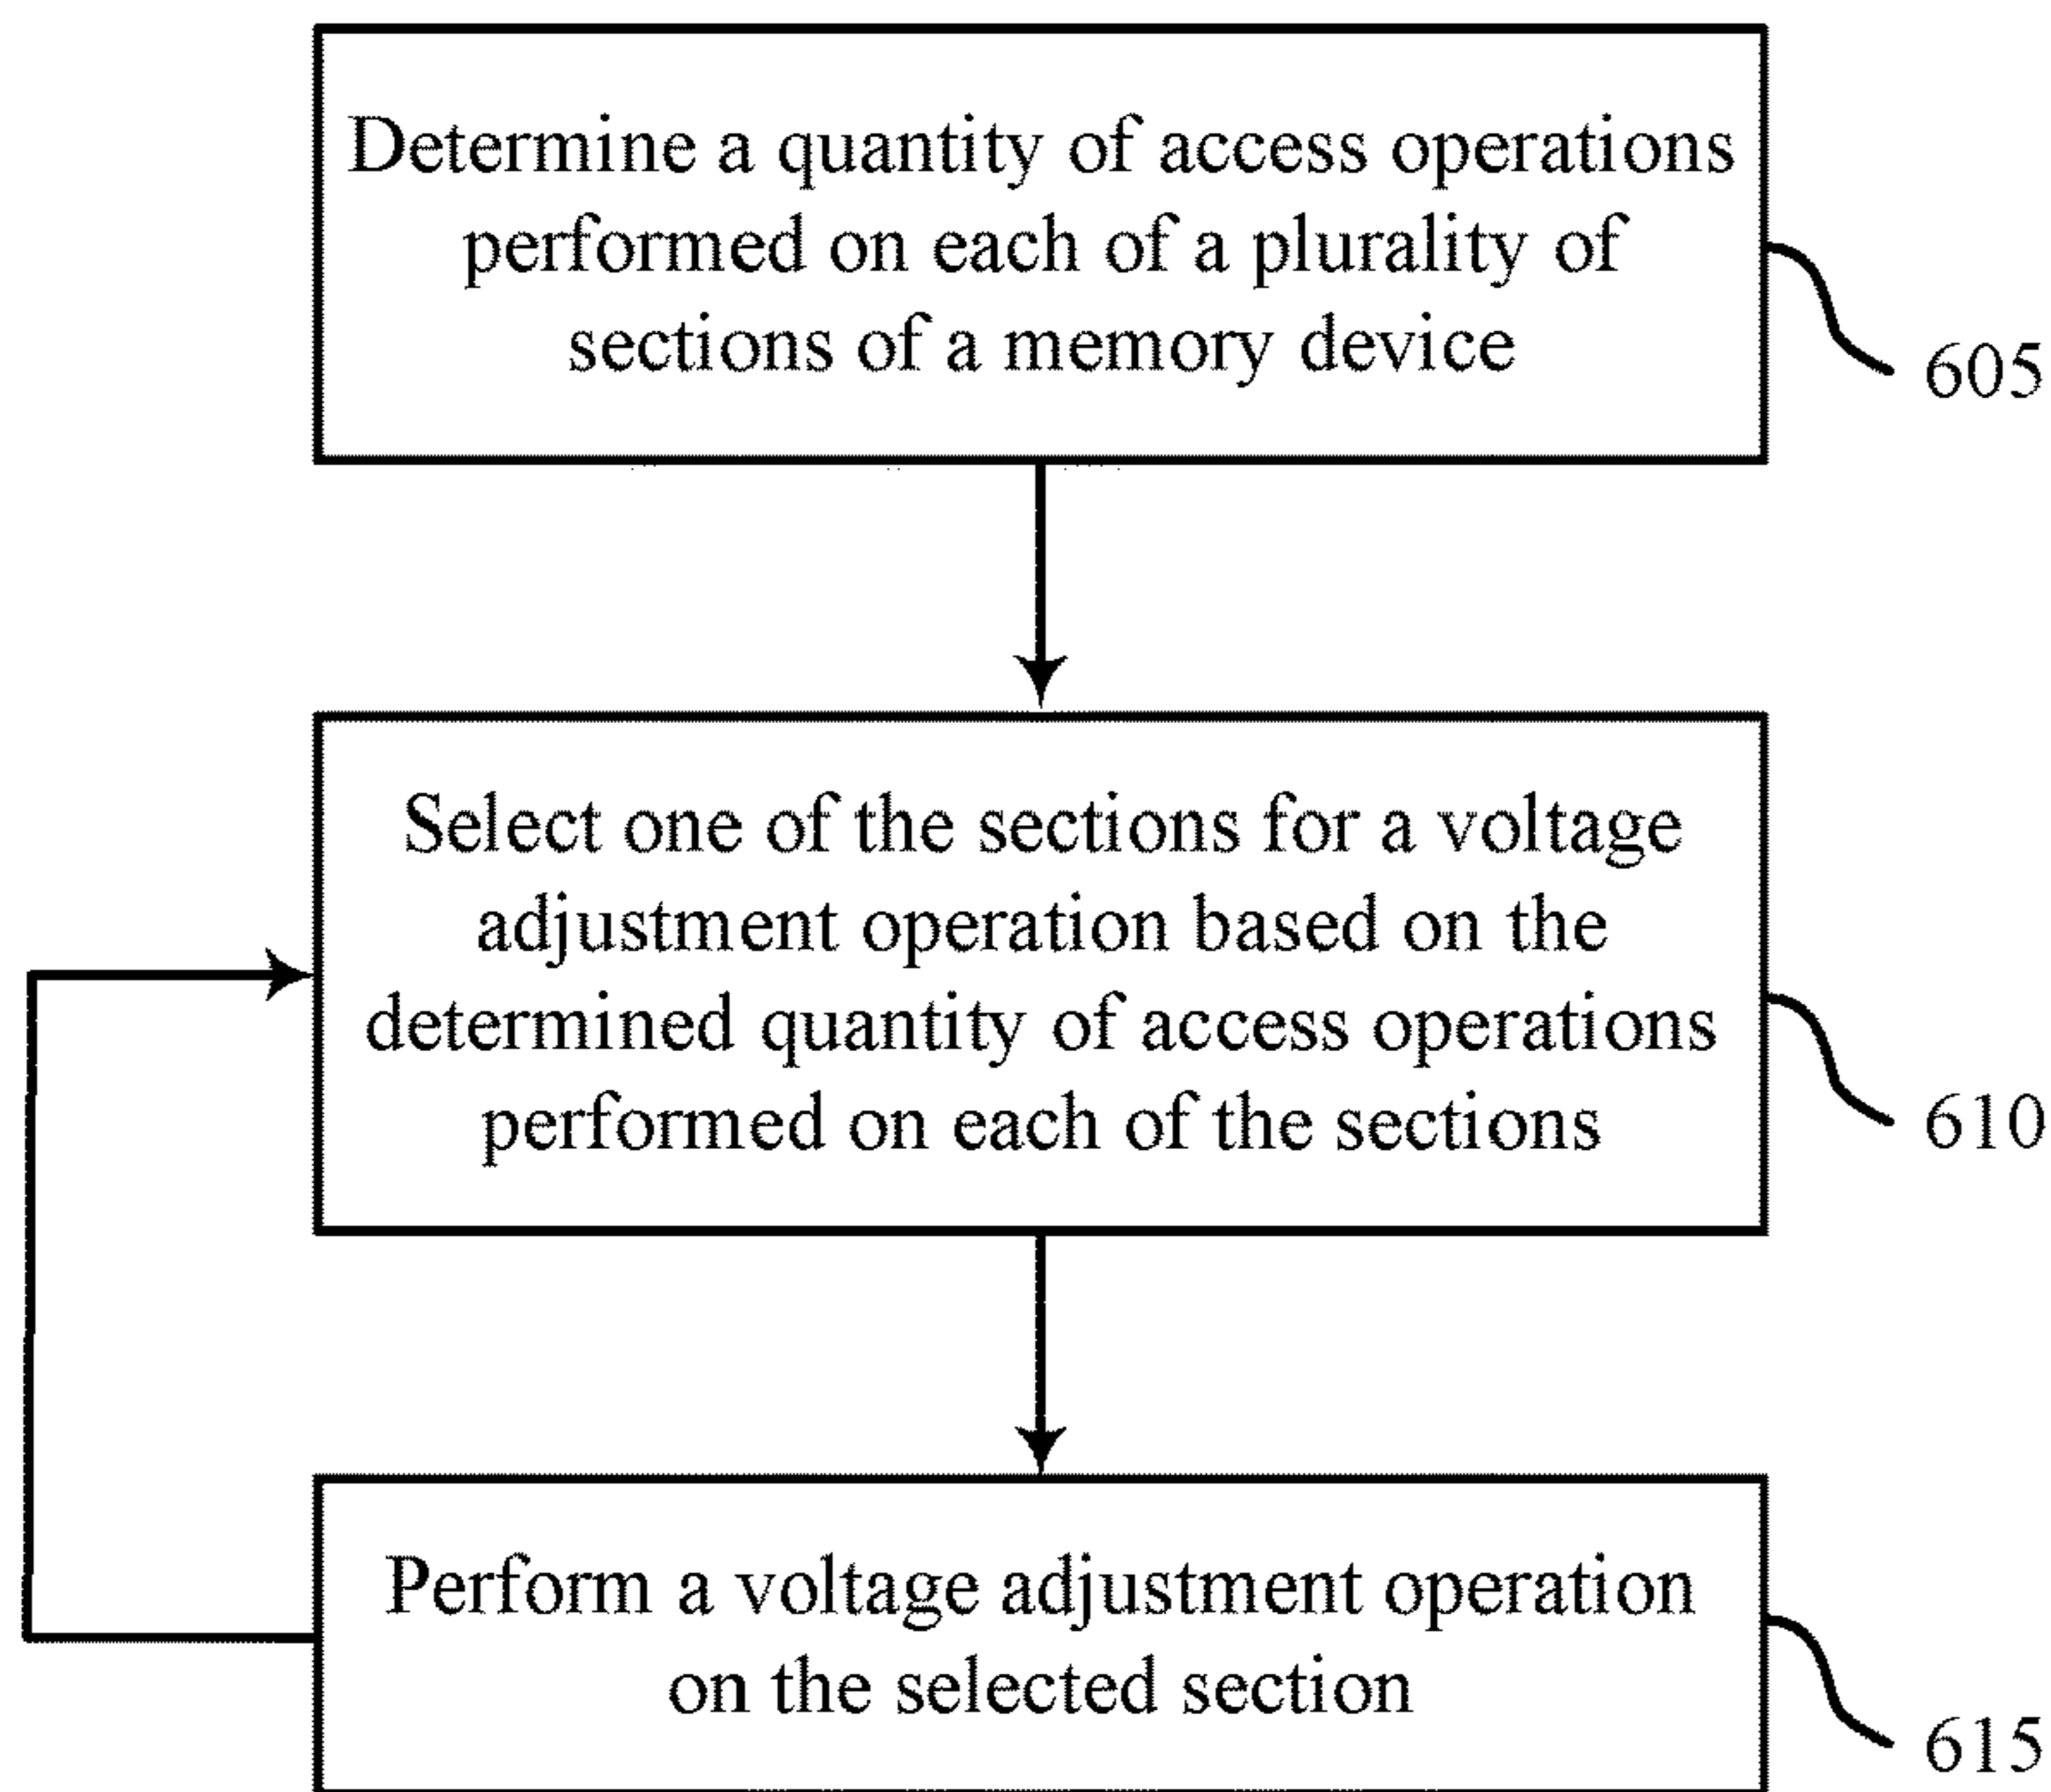 Determine a quantity of access operations
performed on each of a plurality of
sections of a memory device
605
Select one of the sections for a voltage
adjustment operation based on the
determined quantity of access operations
performed on each of the sections
610
Perform a voltage adjustment operation
on the selected section
615